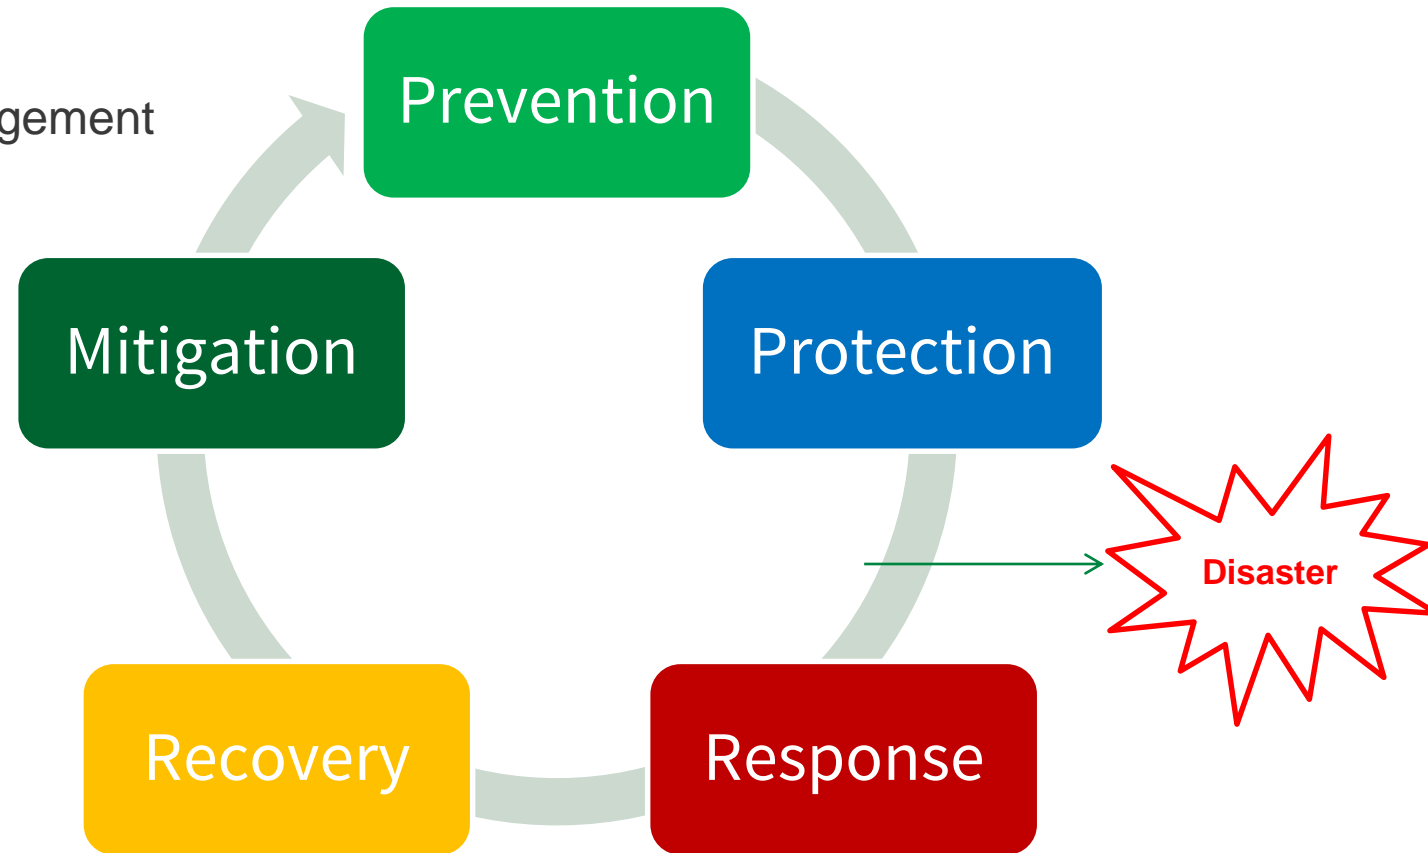 Prevention
gement
Mitigation
Protection
Disaster
Recovery
Response